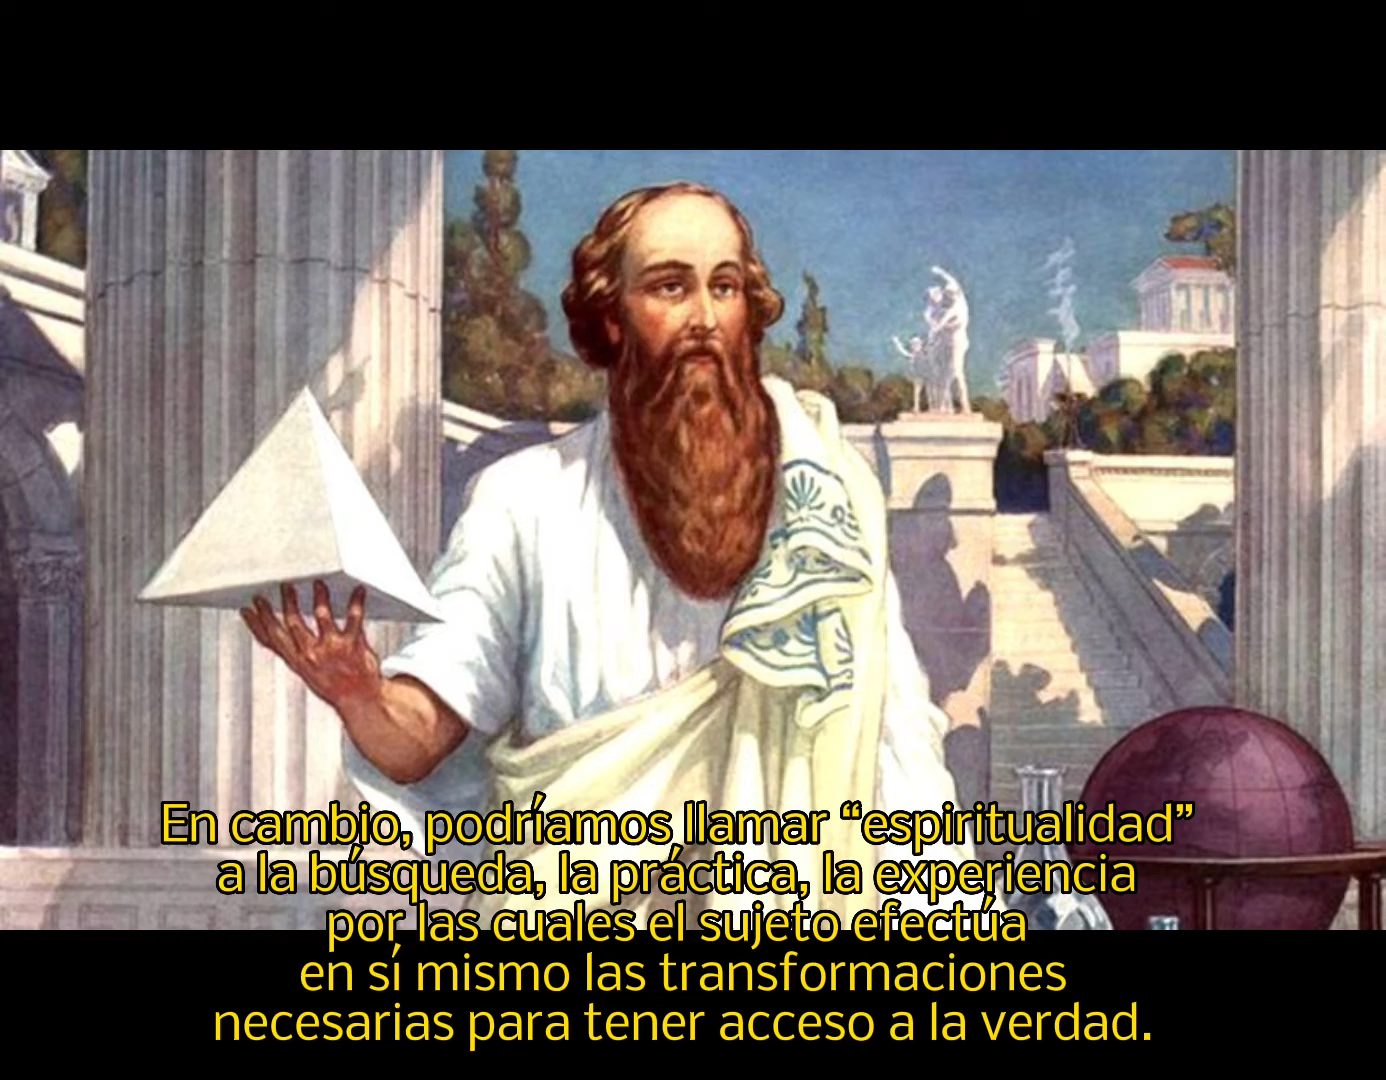 En cambio, podríamos llamar “espiritualidad”
a la búsqueda, la práctica, la experiencia
por las cuales el sujeto efectúa
en sí mismo las transformaciones
necesarias para tener acceso a la verdad.